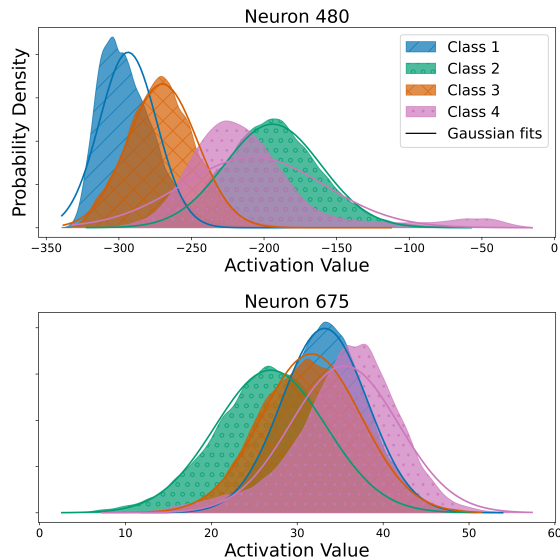 Neuron 480
Probability Density
Class 1
Class 2
Class 3
Class 4
Gaussian fits
−350 −300 −250 −200 −150 −100 −50 0
Activation Value
Neuron 675
0 10 20 30 40 50 60
Activation Value